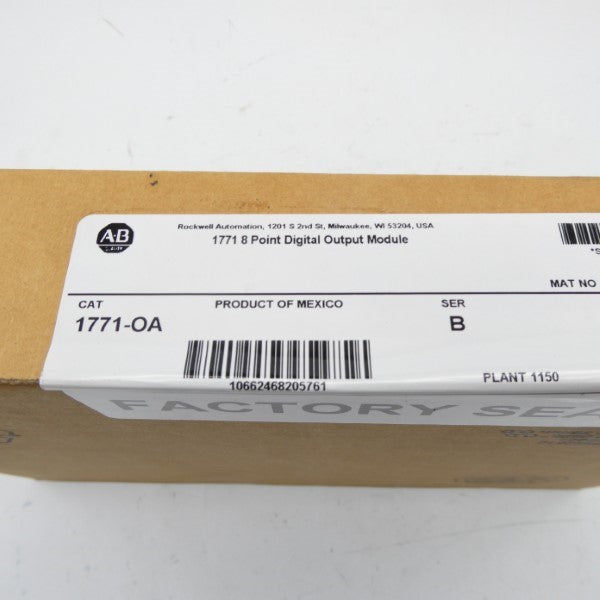 A·B
Rockwell Automation, 1201 S 2nd St, Milwaukee, WI 53204, USA
1771 8 Point Digital Output Module
MAT NO
CAT
PRODUCT OF MEXICO
SER
1771-OA
B
10662468205761
PLANT 1150
FACTORY SEA